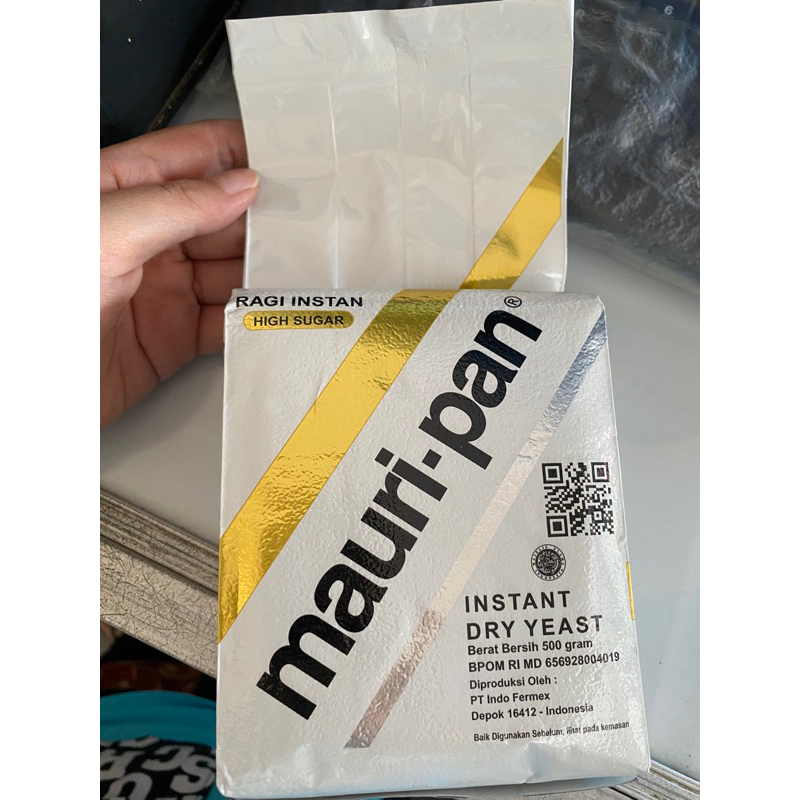 RAGI INSTAN
HIGH SUGAR
mauri-pan®
INSTANT
DRY YEAST
Berat Bersih 500 gram
BPOM RI MD 656928004019
Diproduksi Oleh :
PT Indo Fermex
Depok 16412 - Indonesia
Baik Digunakan Sebelum, lihat pada kemasan